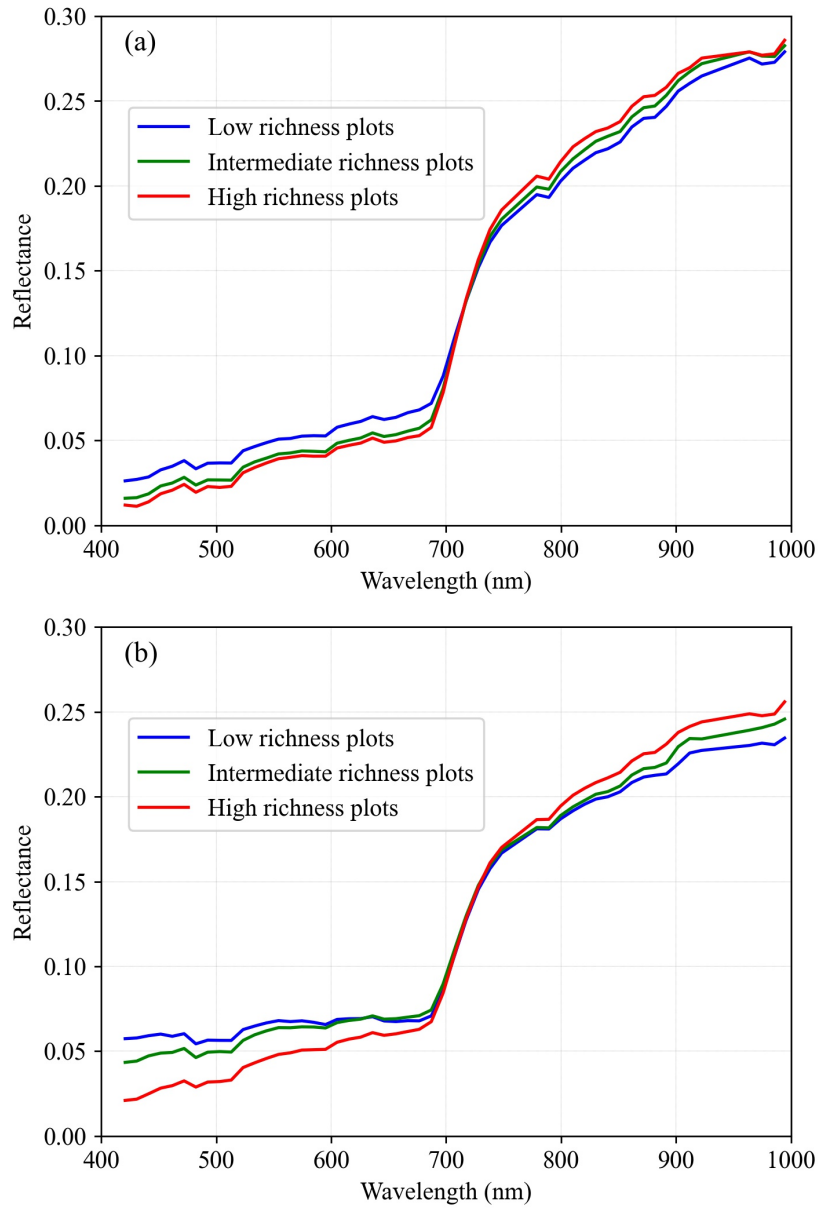 0.30
(a)
0.25
Low richness plots
Intermediate richness plots
0.20
High richness plots
Reflectance
0.15
0.10
0.05
0.00
400 500 600 700 800 900 1000
Wavelength (nm)
0.30
(b)
0.25
Low richness plots
Intermediate richness plots
0.20
High richness plots
Reflectance
0.15
0.10
0.05
0.00
400 500 600 700 800 900 1000
Wavelength (nm)